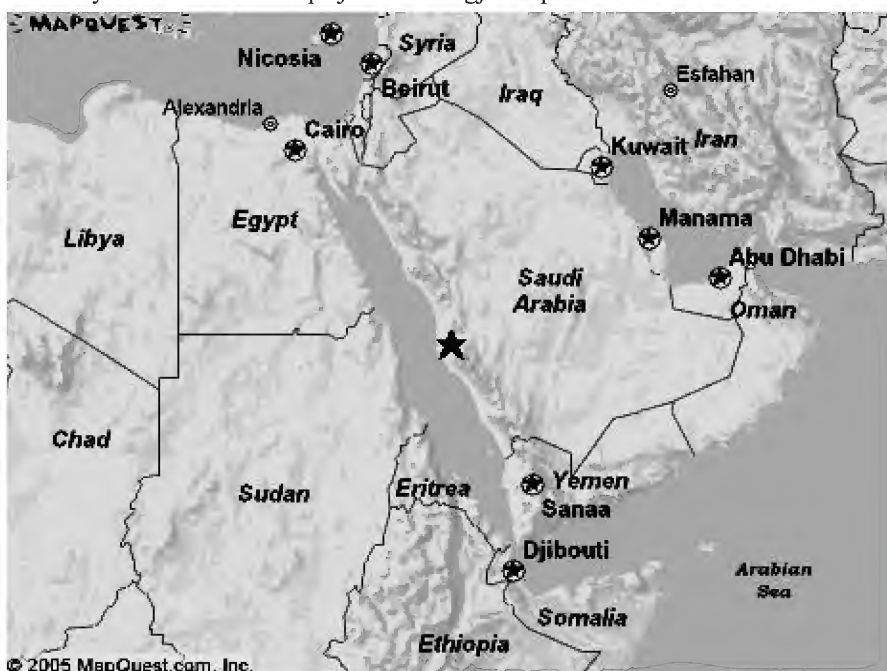 MAPQUEST
Nicosia
Syria
Beirut
Iraq
Esfahan
Alexandria
Cairo
Kuwait
Iran
Egypt
Libya
Manama
Abu Dhabi
Saudi
Arabia
Oman
Chad
Sudan
Eritrea
Yemen
Sanaa
Djibouti
Arabian
Sea
Somalia
Ethiopia
© 2005 MapQuest.com, Inc.